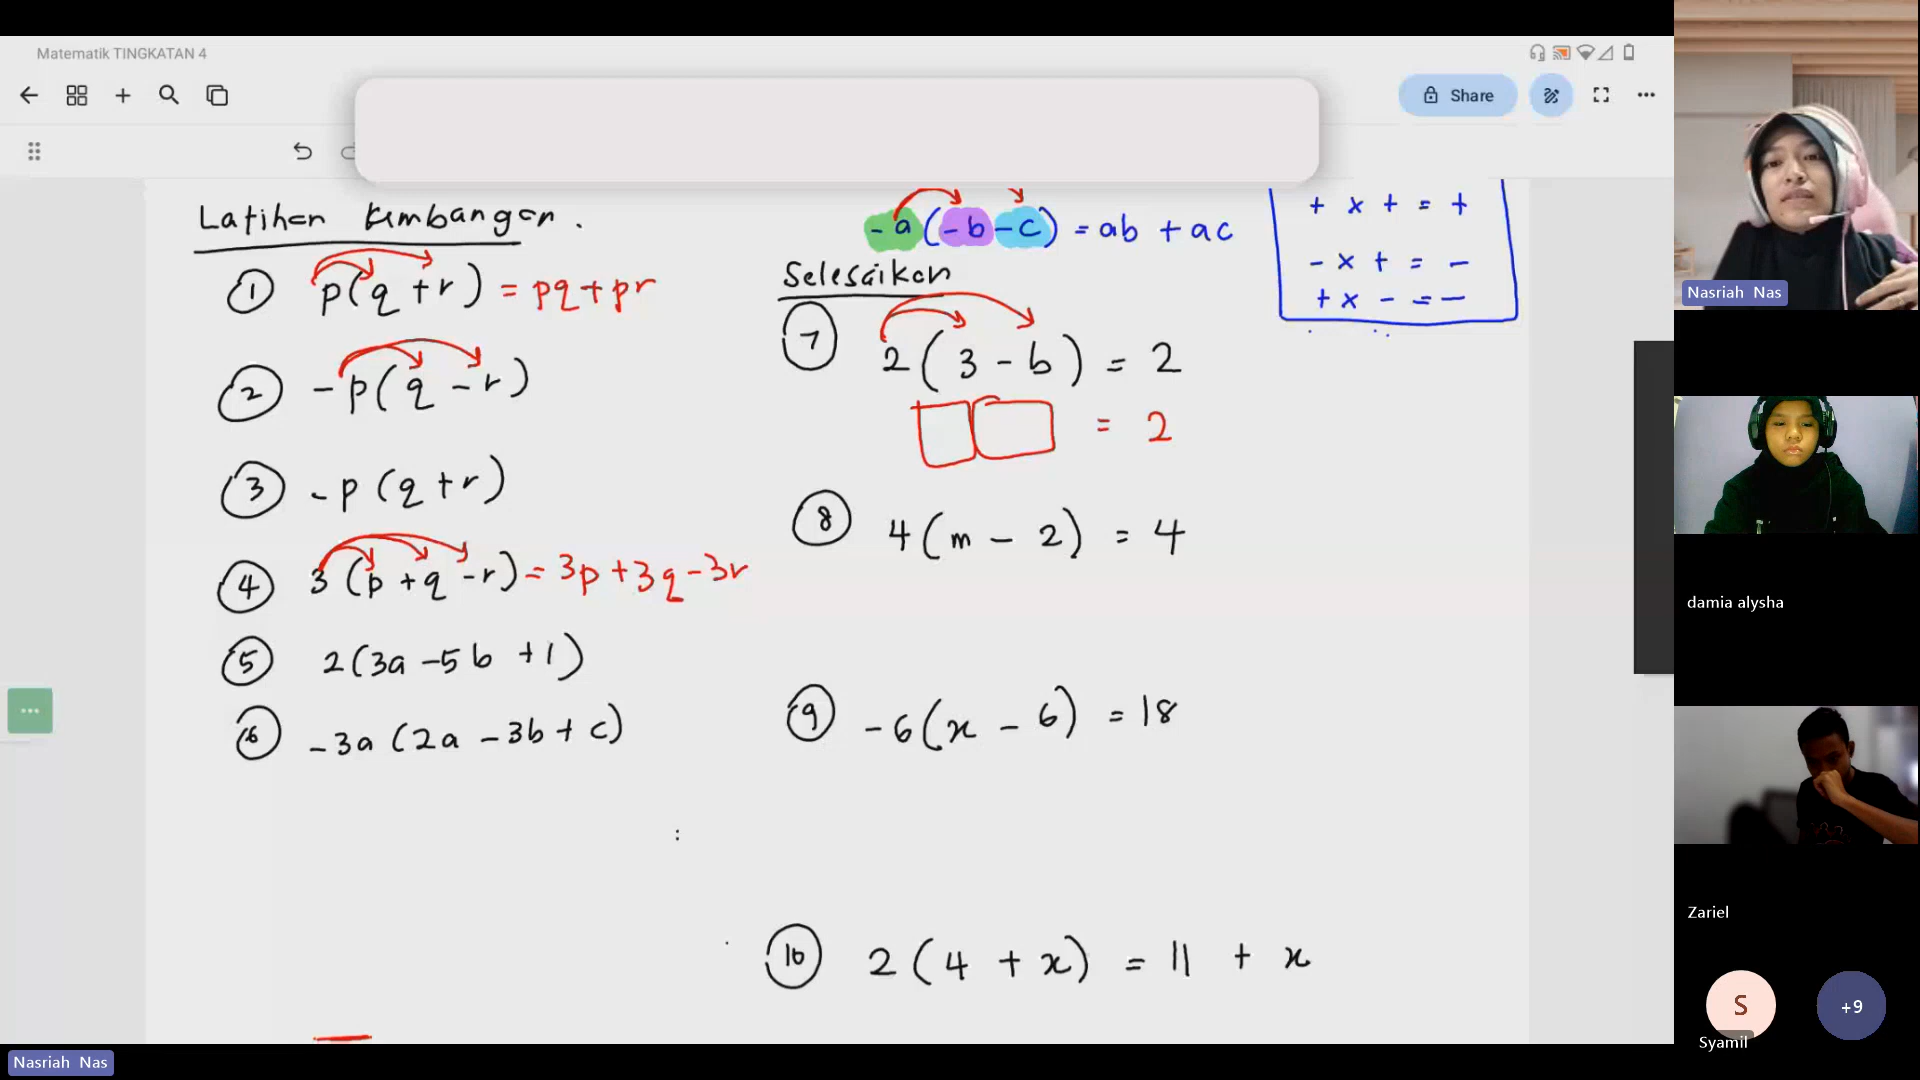 Matematik TINGKATAN 4
Share
Latihan kembangan.
① p(q + r) = pq + pr
② - p(q - r)
③ - p(q + r)
④ 3(p + q - r) = 3p + 3q - 3r
⑤ 2(3a - 5b + 1)
⑥ - 3a(2a - 3b + c)
- a(- b - c) = ab + ac
+ x + = +
- x + = -
+ x - = -
Selesaikan
⑦ 2(3 - b) = 2
= 2
⑧ 4(m - 2) = 4
⑨ - 6(x - 6) = 18
⑩ 2(4 + x) = 11 + x
Nasriah Nas
Nasriah Nas
damia alysha
Zariel
S
+9
Syamil